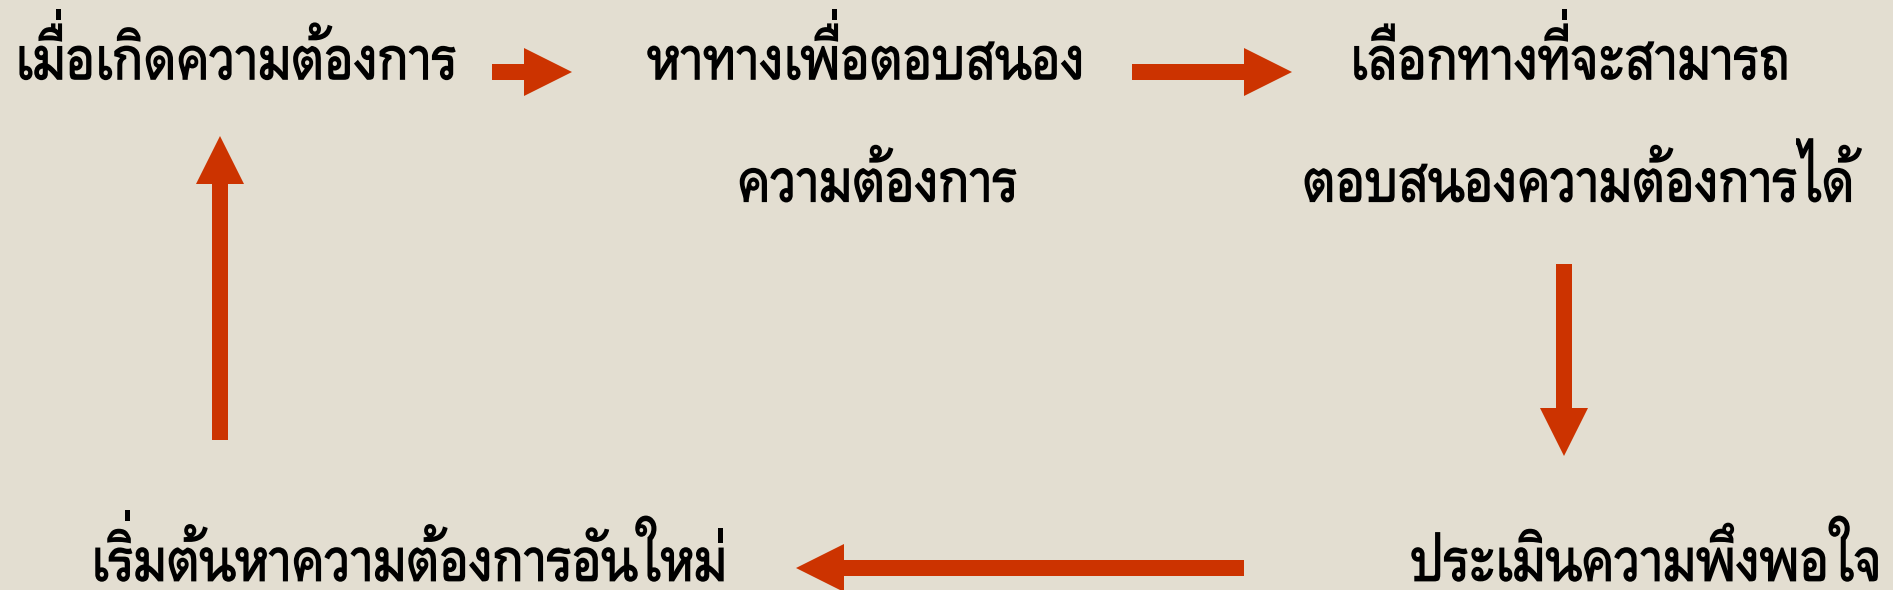 เมื่อเกิดความต้องการ
หาทางเพื่อตอบสนอง
ความต้องการ
เลือกทางที่จะสามารถ
ตอบสนองความต้องการได้
ประเมินความพึงพอใจ
เริ่มต้นหาความต้องการอันใหม่